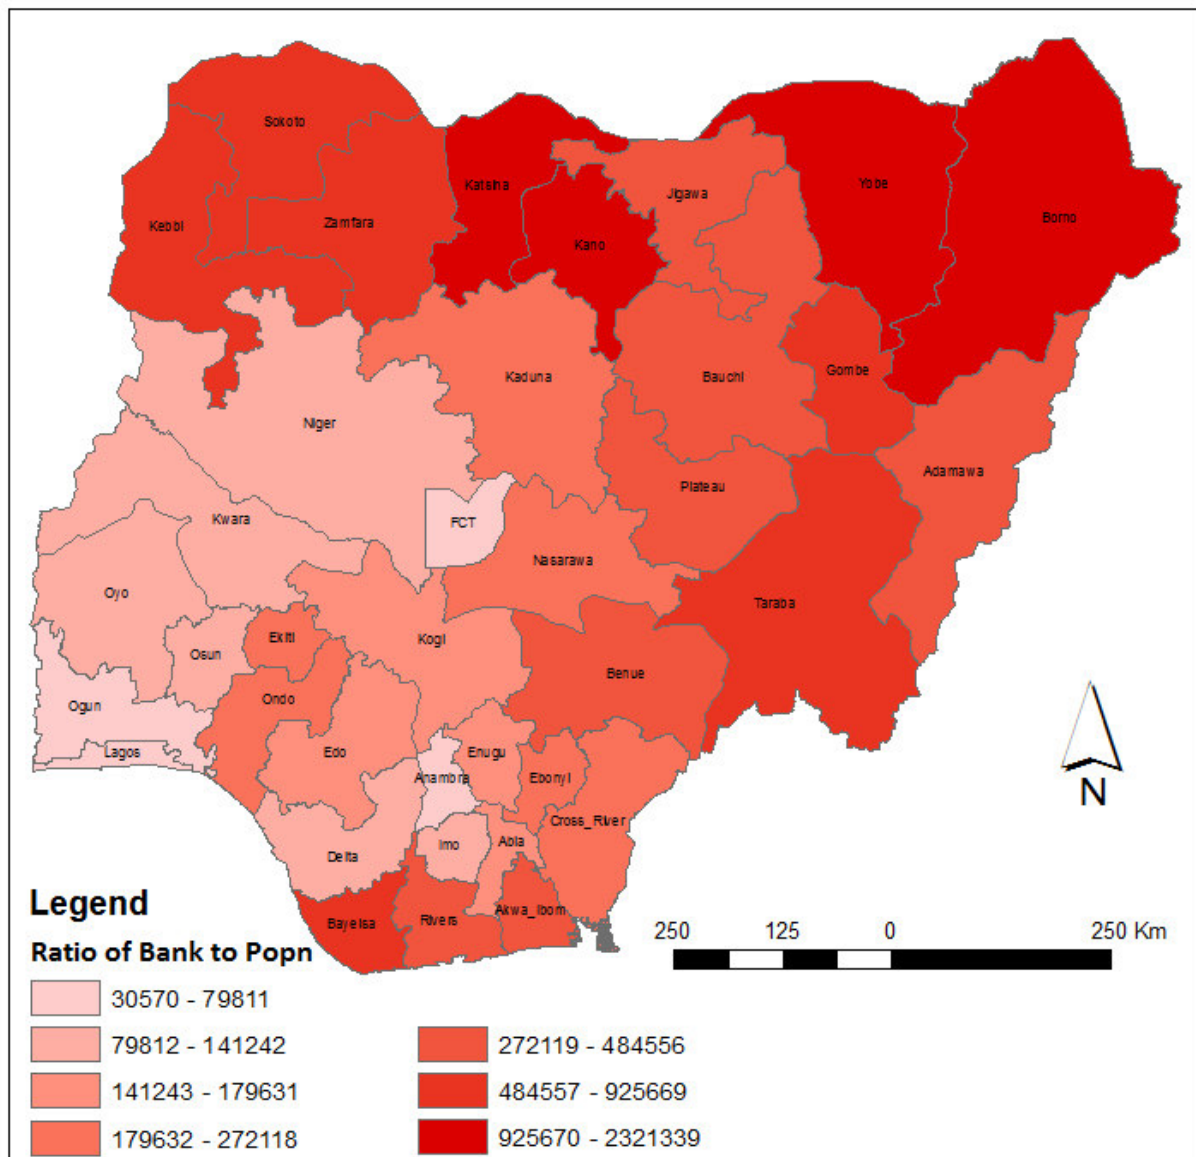 Sokoto
Katsina
Yobe
Jigawa
Borno
Kebbi
Zamfara
Kano
Kaduna
Bauchi
Gombe
Niger
Adamawa
Plateau
Kwara
FCT
Nasarawa
Oyo
Taraba
Ekiti
Kogi
Osun
Benue
Ogun
Ondo
Lagos
Edo
Enugu
Anambra
Ebonyi
Cross_River
Imo
Abia
Delta
Akwa_Ibom
Bayelsa
Rivers
N
250 125 0 250 Km
Legend
Ratio of Bank to Popn
30570 - 79811
79812 - 141242
141243 - 179631
179632 - 272118
272119 - 484556
484557 - 925669
925670 - 2321339